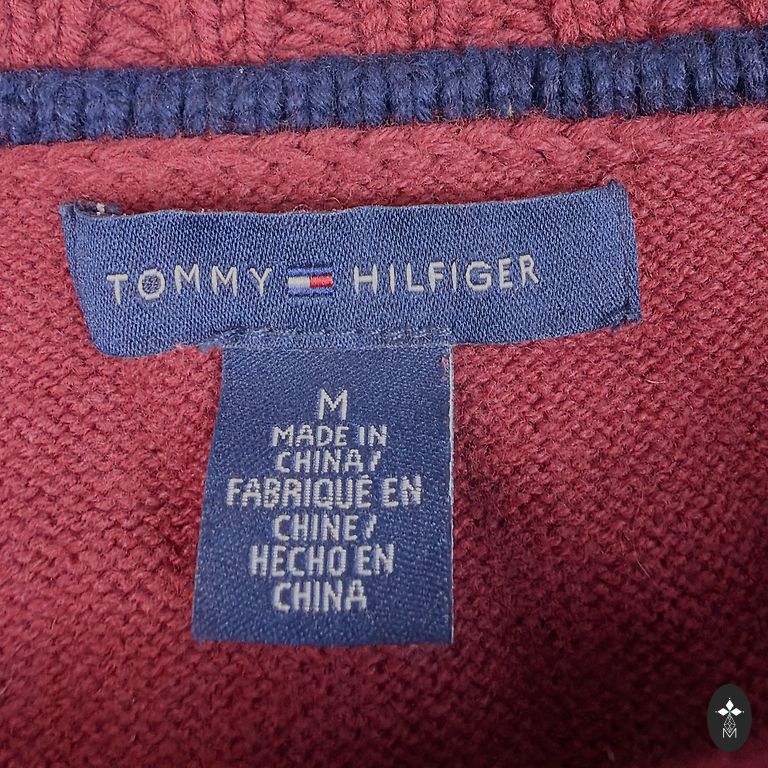 TOMMY HILFIGER
M
MADE IN
CHINA/
FABRIQUÉ EN
CHINE/
HECHO EN
CHINA
M